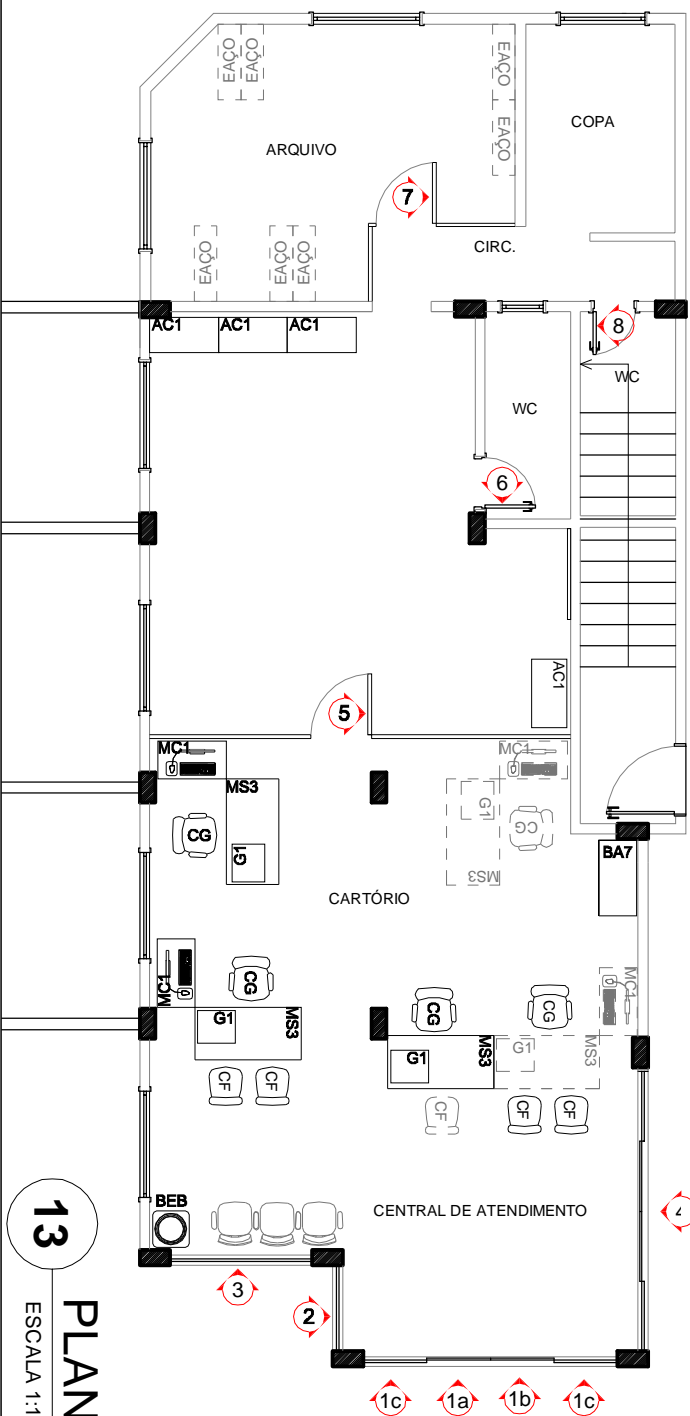 EAÇO
EAÇO
EAÇO
EAÇO
COPA
ARQUIVO
7
CIRC.
EAÇO
EAÇO
EAÇO
AC1
AC1
AC1
8
WC
WC
6
AC1
5
MC1
MC1
MS3
G1
CG
G1
CG
MS3
BA7
CARTÓRIO
MC1
CG
MC1
CG
CG
G1
MS3
G1
MS3
G1
MS3
CF
CF
CF
CF
CF
BEB
CENTRAL DE ATENDIMENTO
4
3
2
1c
1a
1b
1c
13
PLAN
ESCALA 1:1